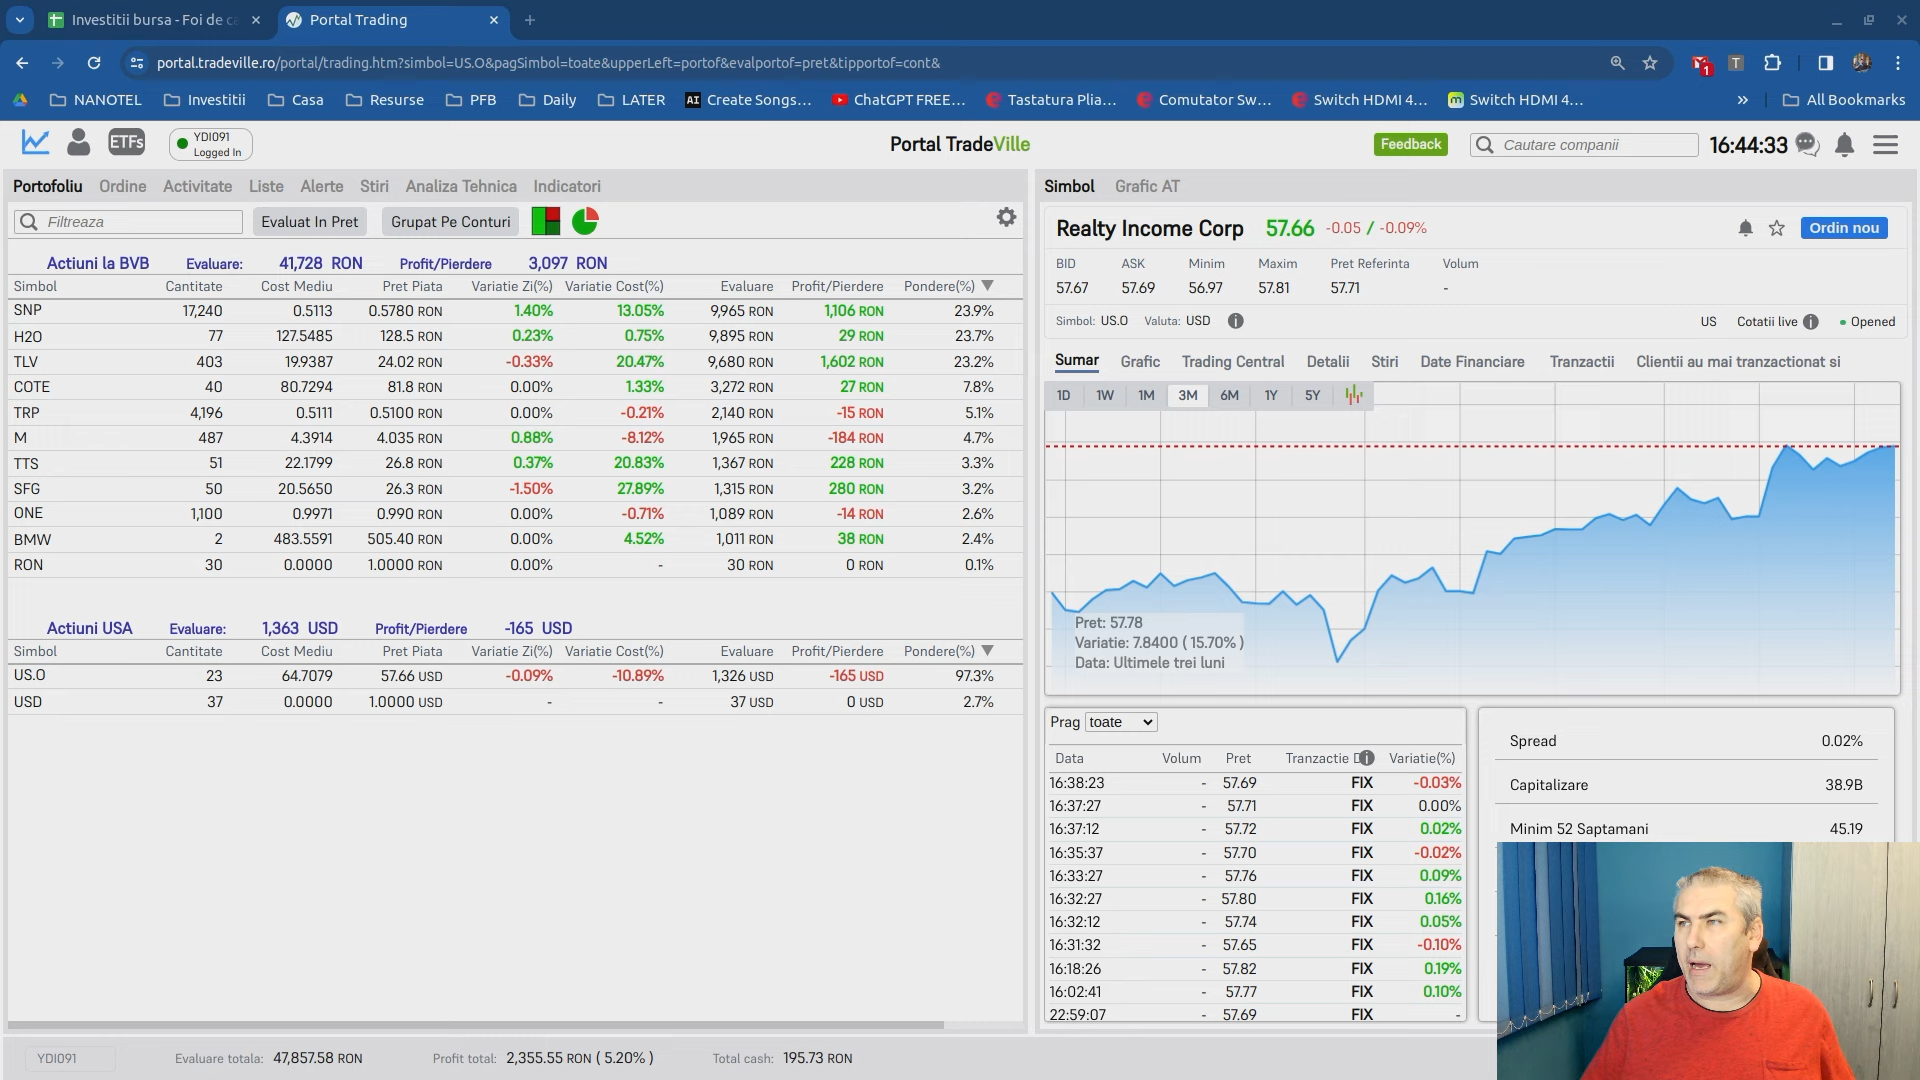 Investitii bursa - Foi de ca
Portal Trading
portal.tradeville.ro/portal/trading.htm?simbol=US.O&pagSimbol=toate&upperLeft=portof&evalportof=pret&tipportof=cont&
1
T
NANOTEL Investitii Casa Resurse PFB Daily LATER AI Create Songs... ChatGPT FREE... Tastatura Plia... Comutator Sw... Switch HDMI 4... Switch HDMI 4... » All Bookmarks
ETFs
YDI091
Logged In
Portal TradeVille
Feedback
Cautare companii
16:44:33
Portofoliu Ordine Activitate Liste Alerte Stiri Analiza Tehnica Indicatori
Filtreaza
Evaluat In Pret
Grupat Pe Conturi
Actiuni la BVB Evaluare: 41,728 RON Profit/Pierdere 3,097 RON
Simbol Cantitate Cost Mediu Pret Piata Variatie Zi(%) Variatie Cost(%) Evaluare Profit/Pierdere Pondere(%)
SNP 17,240 0.5113 0.5780 RON 1.40% 13.05% 9,965 RON 1,106 RON 23.9%
H2O 77 127.5485 128.5 RON 0.23% 0.75% 9,895 RON 29 RON 23.7%
TLV 403 19.9387 24.02 RON -0.33% 20.47% 9,680 RON 1,602 RON 23.2%
COTE 40 80.7294 81.8 RON 0.00% 1.33% 3,272 RON 27 RON 7.8%
TRP 4,196 0.5111 0.5100 RON 0.00% -0.21% 2,140 RON -15 RON 5.1%
M 487 4.3914 4.035 RON 0.88% -8.12% 1,965 RON -184 RON 4.7%
TTS 51 22.1799 26.8 RON 0.37% 20.83% 1,367 RON 228 RON 3.3%
SFG 50 20.5650 26.3 RON -1.50% 27.89% 1,315 RON 280 RON 3.2%
ONE 1,100 0.9971 0.990 RON 0.00% -0.71% 1,089 RON -14 RON 2.6%
BMW 2 483.5591 505.40 RON 0.00% 4.52% 1,011 RON 38 RON 2.4%
RON 30 0.0000 1.0000 RON 0.00% - 30 RON 0 RON 0.1%
Actiuni USA Evaluare: 1,363 USD Profit/Pierdere -165 USD
Simbol Cantitate Cost Mediu Pret Piata Variatie Zi(%) Variatie Cost(%) Evaluare Profit/Pierdere Pondere(%)
US.O 23 64.7079 57.66 USD -0.09% -10.89% 1,326 USD -165 USD 97.3%
USD 37 0.0000 1.0000 USD - - 37 USD 0 USD 2.7%
Simbol Grafic AT
Realty Income Corp 57.66 -0.05 / -0.09%
Ordin nou
BID ASK Minim Maxim Pret Referinta Volum
57.67 57.69 56.97 57.81 57.71 -
Simbol: US.O Valuta: USD
US Cotatii live Opened
Sumar Grafic Trading Central Detalii Stiri Date Financiare Tranzactii Clientii au mai tranzactionat si
1D 1W 1M 3M 6M 1Y 5Y
Pret: 57.78
Variatie: 7.8400 ( 15.70% )
Data: Ultimele trei luni
Prag toate
Data Volum Pret Tranzactie D Variatie(%)
16:38:23 - 57.69 FIX -0.03%
16:37:27 - 57.71 FIX 0.00%
16:37:12 - 57.72 FIX 0.02%
16:35:37 - 57.70 FIX -0.02%
16:33:27 - 57.76 FIX 0.09%
16:32:27 - 57.80 FIX 0.16%
16:32:12 - 57.74 FIX 0.05%
16:31:32 - 57.65 FIX -0.10%
16:18:26 - 57.82 FIX 0.19%
16:02:41 - 57.77 FIX 0.10%
22:59:07 - 57.69 FIX -
Spread 0.02%
Capitalizare 38.9B
Minim 52 Saptamani 45.19
YDI091 Evaluare totala: 47,857.58 RON Profit total: 2,355.55 RON ( 5.20% ) Total cash: 195.73 RON